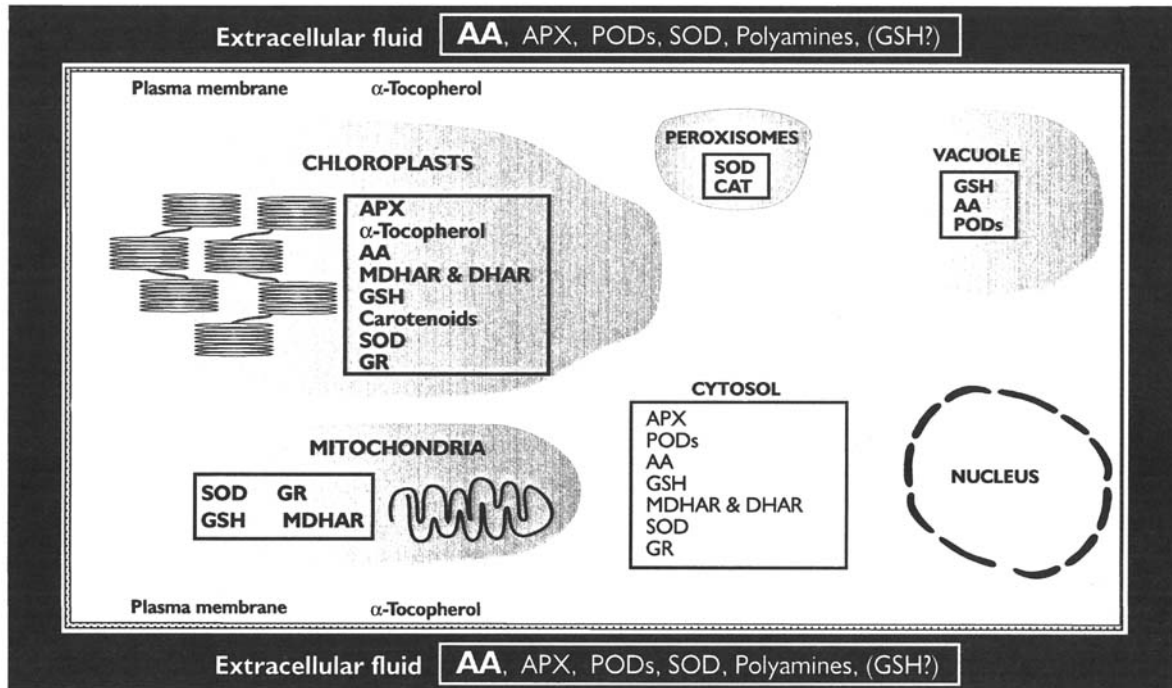 Extracellular fluid AA, APX, PODs, SOD, Polyamines, (GSH?)
Plasma membrane α-Tocopherol
CHLOROPLASTS
APX
α-Tocopherol
AA
MDHAR & DHAR
GSH
Carotenoids
SOD
GR
PEROXISOMES
SOD
CAT
VACUOLE
GSH
AA
PODs
MITOCHONDRIA
SOD GR
GSH MDHAR
CYTOSOL
APX
PODs
AA
GSH
MDHAR & DHAR
SOD
GR
NUCLEUS
Plasma membrane α-Tocopherol
Extracellular fluid AA, APX, PODs, SOD, Polyamines, (GSH?)